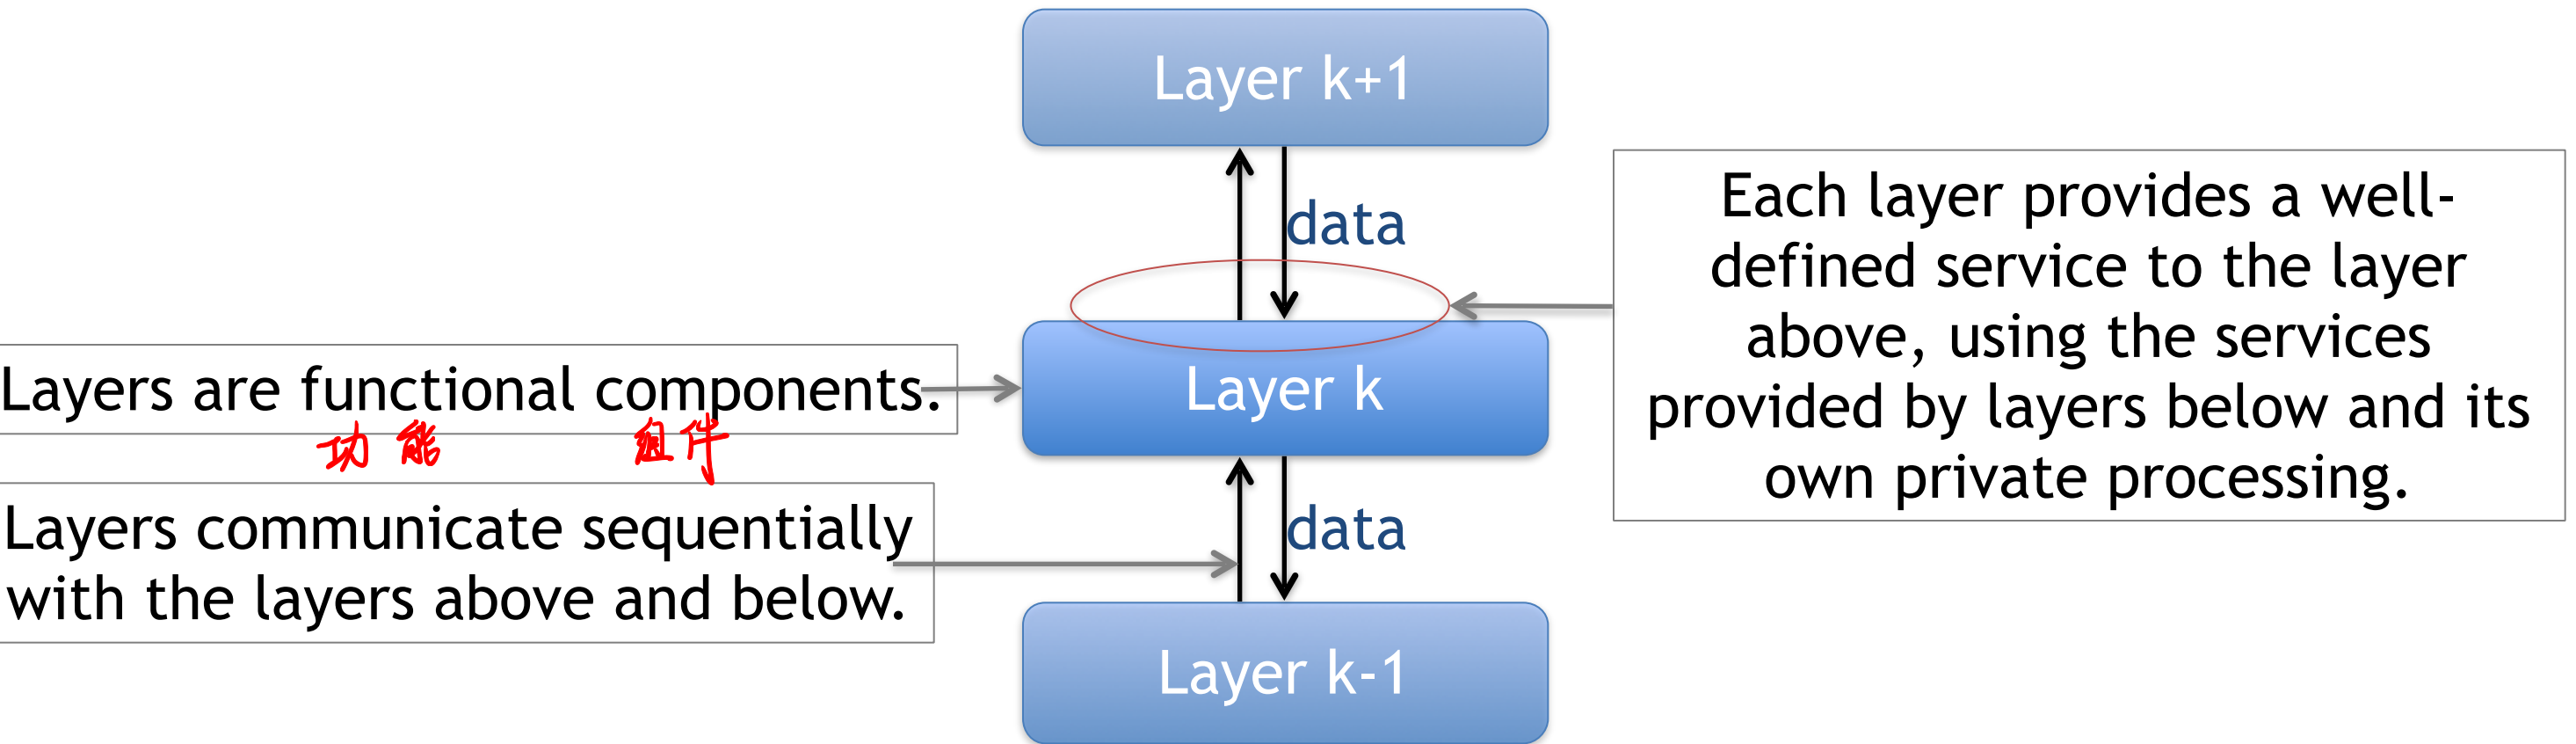 Layer k+1
data
Each layer provides a well-
defined service to the layer
above, using the services
provided by layers below and its
own private processing.
Layers are functional components.
功能 组件
Layer k
Layers communicate sequentially
with the layers above and below.
data
Layer k-1